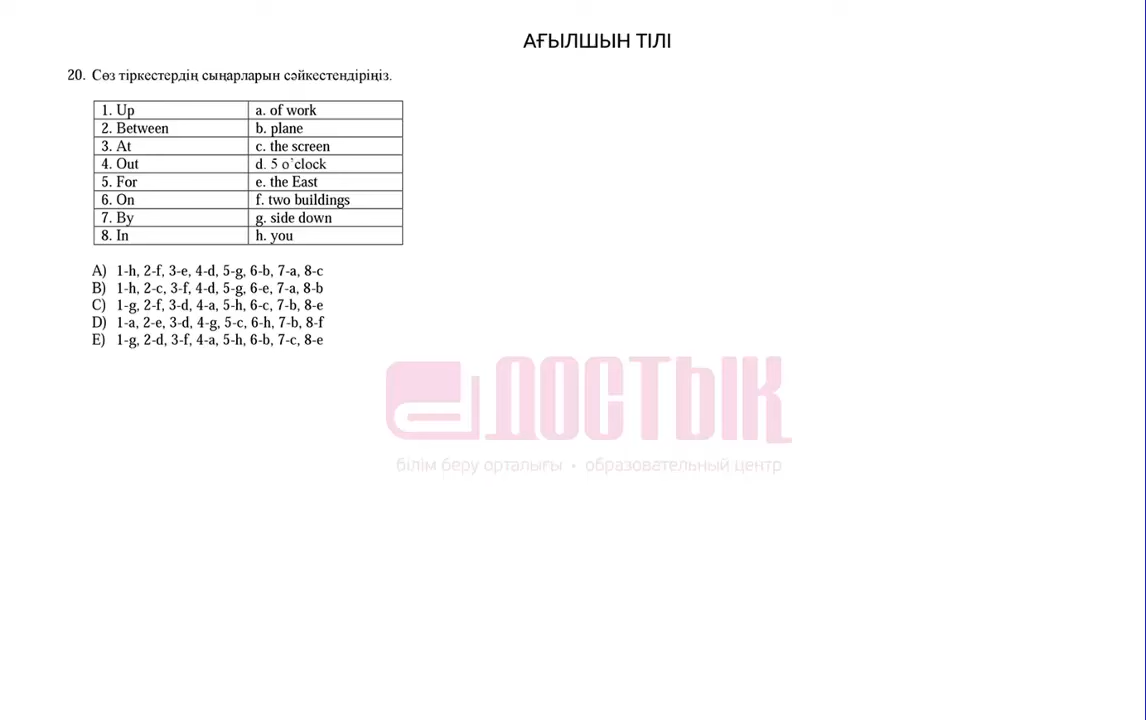 АҒЫЛШЫН ТІЛІ
20. Сөз тіркестердің сыңарларын сәйкестендіріңіз.
1. Up a. of work
2. Between b. plane
3. At c. the screen
4. Out d. 5 o'clock
5. For e. the East
6. On f. two buildings
7. By g. side down
8. In h. you
A) 1-h, 2-f, 3-e, 4-d, 5-g, 6-b, 7-a, 8-c
B) 1-h, 2-c, 3-f, 4-d, 5-g, 6-e, 7-a, 8-b
C) 1-g, 2-f, 3-d, 4-a, 5-h, 6-c, 7-b, 8-e
D) 1-a, 2-e, 3-d, 4-g, 5-c, 6-h, 7-b, 8-f
E) 1-g, 2-d, 3-f, 4-a, 5-h, 6-b, 7-c, 8-e
ДОСТЫҚ
білім беру орталығы • образовательный центр